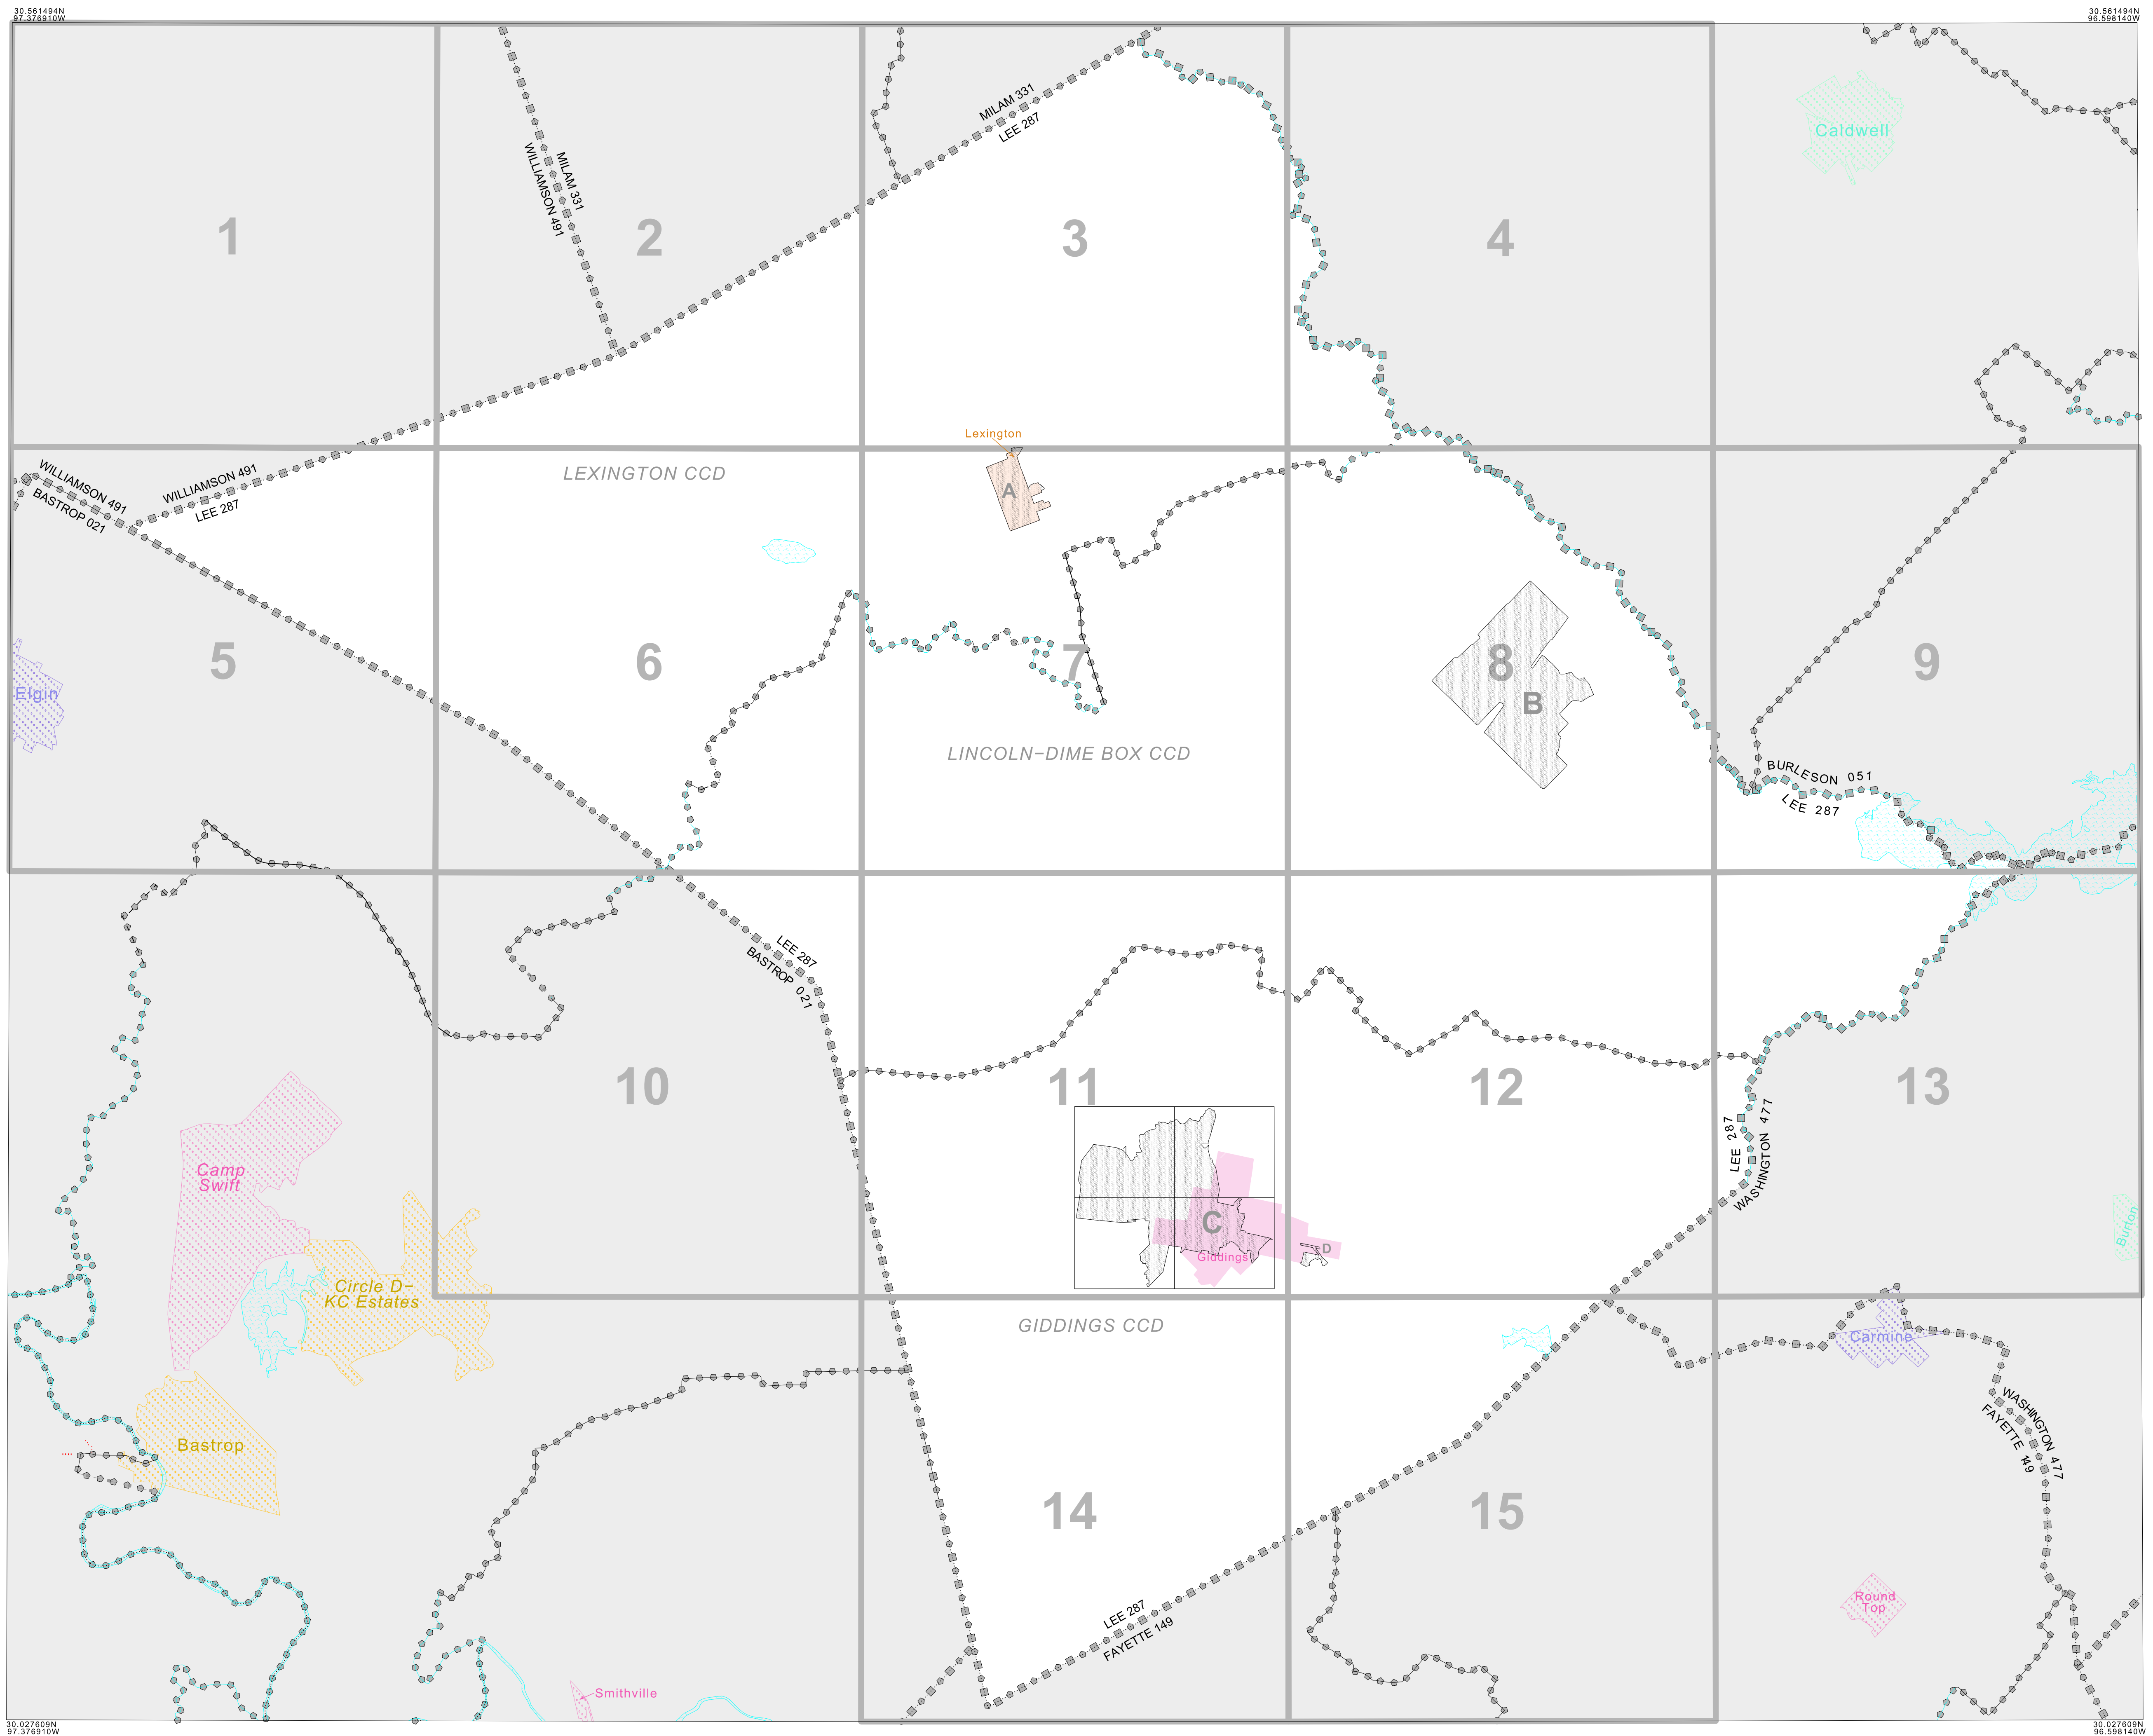 30.561494N
97.376910W
30.561494N
96.598140W
Caldwell
MILAM 331
LEE 287
MILAM 331
WILLIAMSON 491
1
2
3
4
Lexington
LEXINGTON CCD
WILLIAMSON 491
BASTROP 021
WILLIAMSON 491
LEE 287
A
5
6
7
8
B
9
Elgin
LINCOLN-DIME BOX CCD
BURLESON 051
LEE 287
LEE 287
BASTROP 021
10
11
12
13
LEE 287
WASHINGTON 477
Camp
Swift
C
D
Giddings
Burton
Circle D-
KC Estates
GIDDINGS CCD
Carmine
WASHINGTON 477
FAYETTE 149
Bastrop
14
15
LEE 287
FAYETTE 149
Round
Top
Smithville
30.027609N
97.376910W
30.027609N
96.598140W